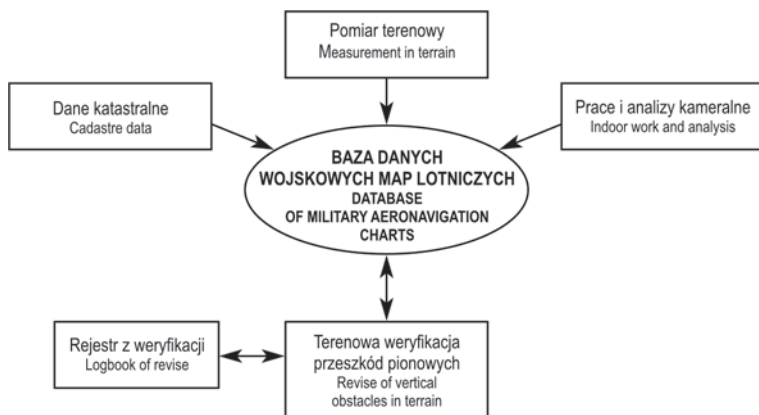 Pomiar terenowy
Measurement in terrain
Dane katastralne
Cadastre data
Prace i analizy kameralne
Indoor work and analysis
BAZA DANYCH
WOJSKOWYCH MAP LOTNICZYCH
DATABASE
OF MILITARY AERONAVIGATION
CHARTS
Rejestr z weryfikacji
Logbook of revise
Terenowa weryfikacja
przeszkód pionowych
Revise of vertical
obstacles in terrain